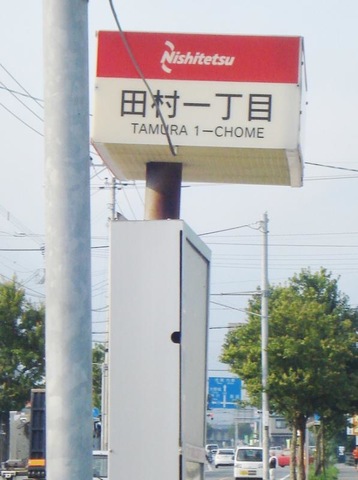 Nishitetsu
田村一丁目
TAMURA 1-CHOME